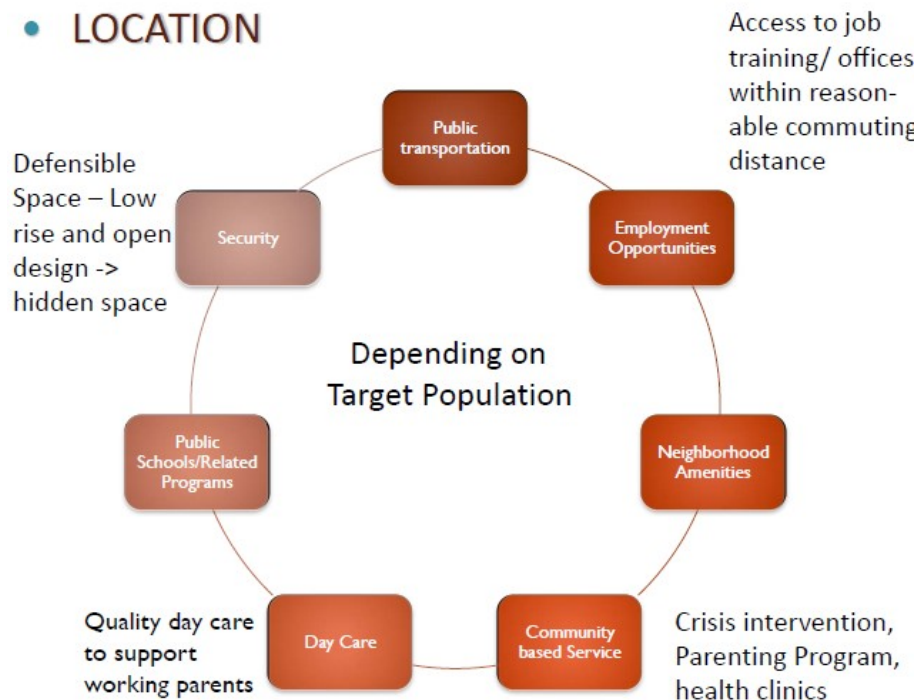 • LOCATION
Access to job
training/ offices
within reason-
able commuting
distance
Public
transportation
Defensible
Space – Low
rise and open
design ->
hidden space
Security
Employment
Opportunities
Depending on
Target Population
Public
Schools/Related
Programs
Neighborhood
Amenities
Quality day care
to support
working parents
Day Care
Community
based Service
Crisis intervention,
Parenting Program,
health clinics